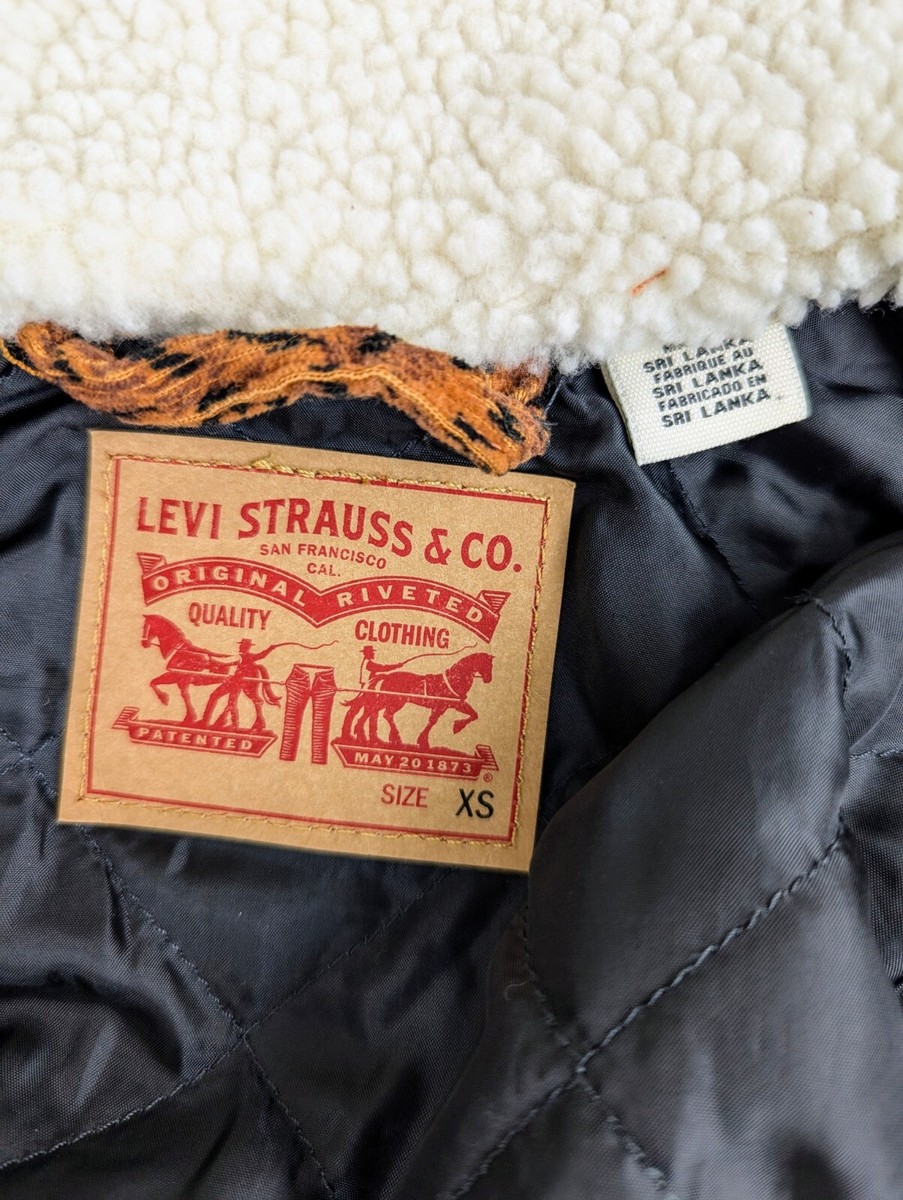 SRI LANKA
FABRIQUE AU
SRI LANKA
FABRICADO EN
SRI LANKA
LEVI STRAUSS & CO.
SAN FRANCISCO
CAL.
ORIGINAL RIVETED
QUALITY CLOTHING
PATENTED MAY 20 1873 ®
SIZE XS